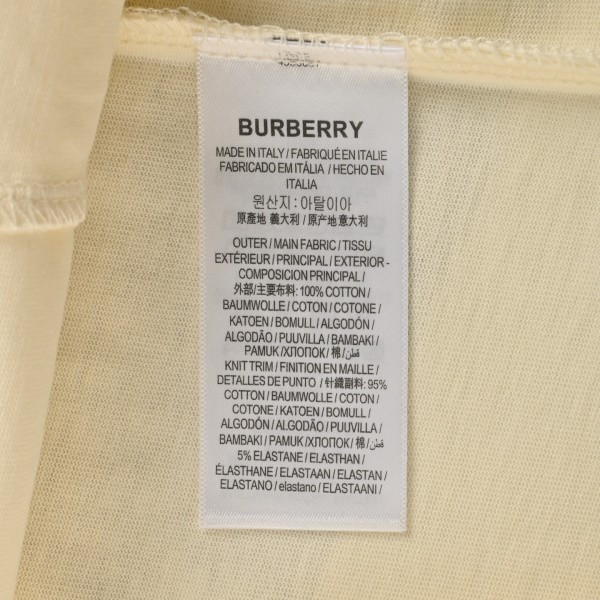 BURBERRY
MADE IN ITALY / FABRIQUÉ EN ITALIE
FABRICADO EM ITÁLIA / HECHO EN
ITALIA
원산지: 아탈이아
原產地 義大利 / 原产地 意大利
OUTER / MAIN FABRIC / TISSU
EXTÉRIEUR / PRINCIPAL / EXTERIOR -
COMPOSICION PRINCIPAL /
外部/主要布料: 100% COTTON /
BAUMWOLLE / COTON / COTONE /
KATOEN / BOMULL / ALGODÓN /
ALGODÃO / PUUVILLA / BAMBAKI /
PAMUK /ХЛОПОК/ 棉/قطن/
KNIT TRIM / FINITION EN MAILLE /
DETALLES DE PUNTO / 針織副料: 95%
COTTON / BAUMWOLLE / COTON /
COTONE / KATOEN / BOMULL /
ALGODÓN / ALGODÃO / PUUVILLA /
BAMBAKI / PAMUK /ХЛОПОК/ 棉/قطن/
5% ELASTANE / ELASTHAN /
ÉLASTHANE / ELASTAAN / ELASTAN /
ELASTANO / elastano / ELASTAANI /